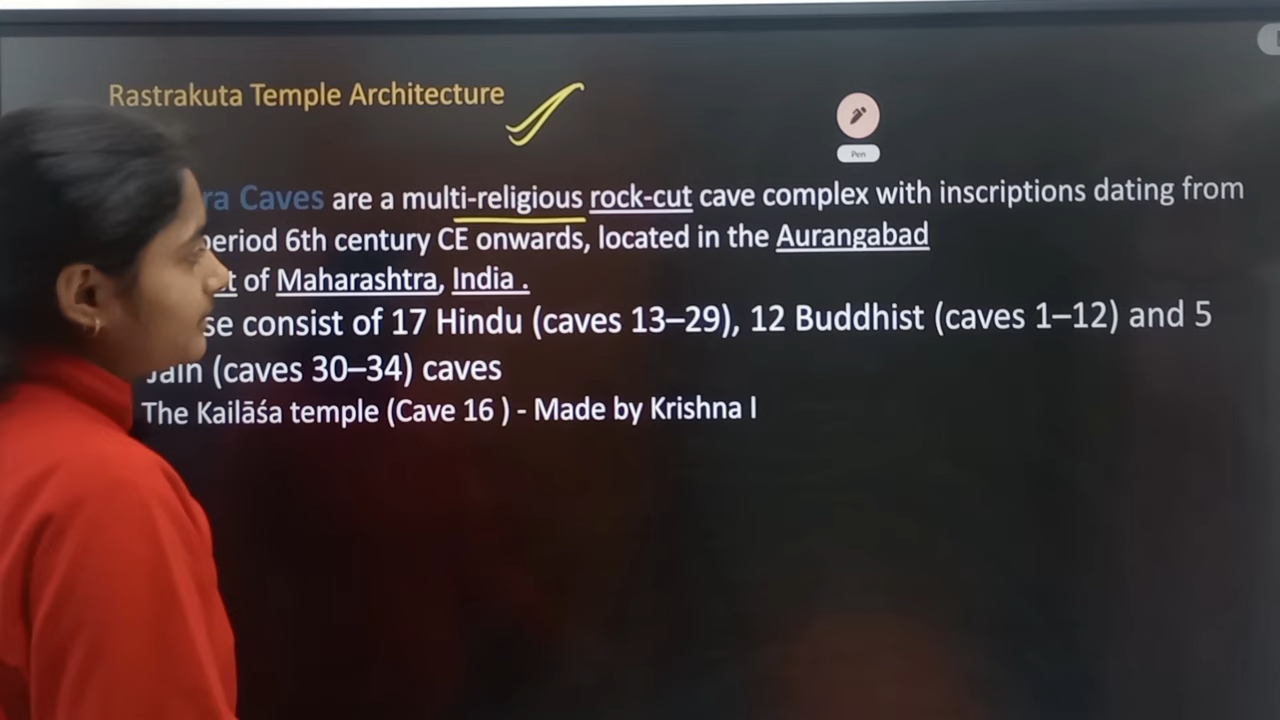 Rastrakuta Temple Architecture
Pen
Caves are a multi-religious rock-cut cave complex with inscriptions dating from
period 6th century CE onwards, located in the Aurangabad
of Maharashtra, India .
consist of 17 Hindu (caves 13–29), 12 Buddhist (caves 1–12) and 5
Jain (caves 30–34) caves
The Kailāśa temple (Cave 16 ) - Made by Krishna I